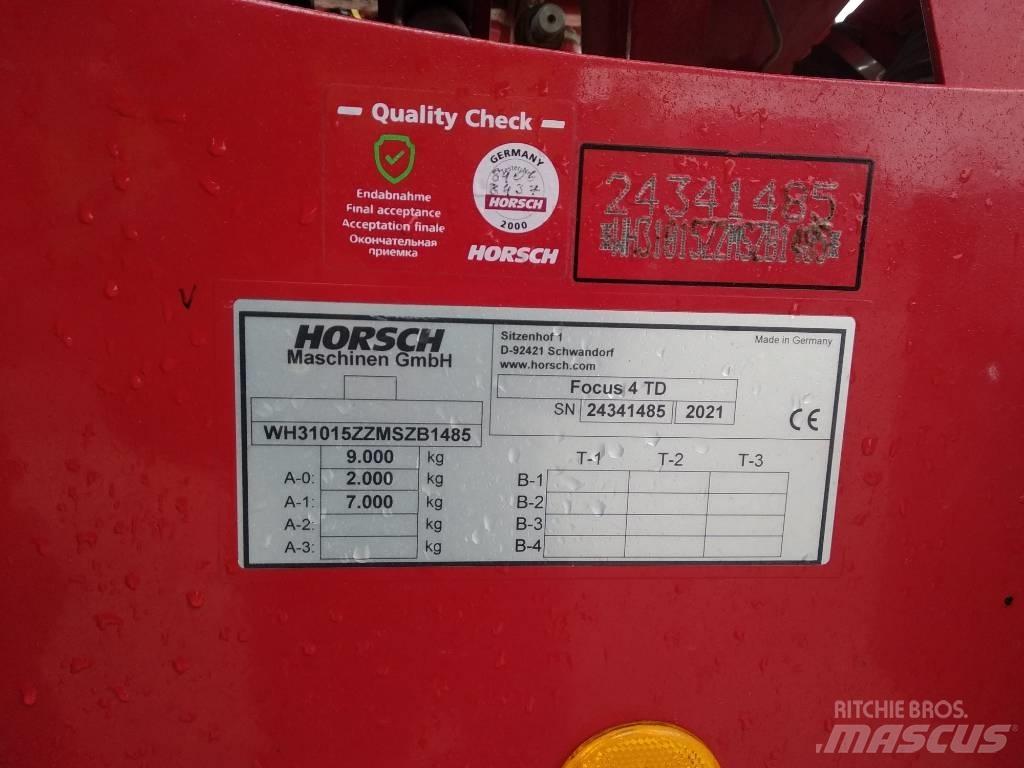 Quality Check
Endabnahme
Final acceptance
Acceptation finale
Окончательная
приемка
GERMANY
HORSCH
2000
HORSCH
24341485
*WH31015ZZMSZB1485*
HORSCH
Maschinen GmbH
Sitzenhof 1
D-92421 Schwandorf
www.horsch.com
Made in Germany
Focus 4 TD
SN 24341485 2021
CE
WH31015ZZMSZB1485
9.000 kg
A-0: 2.000 kg
A-1: 7.000 kg
A-2: kg
A-3: kg
T-1 T-2 T-3
B-1
B-2
B-3
B-4
RITCHIE BROS.
MASCUS